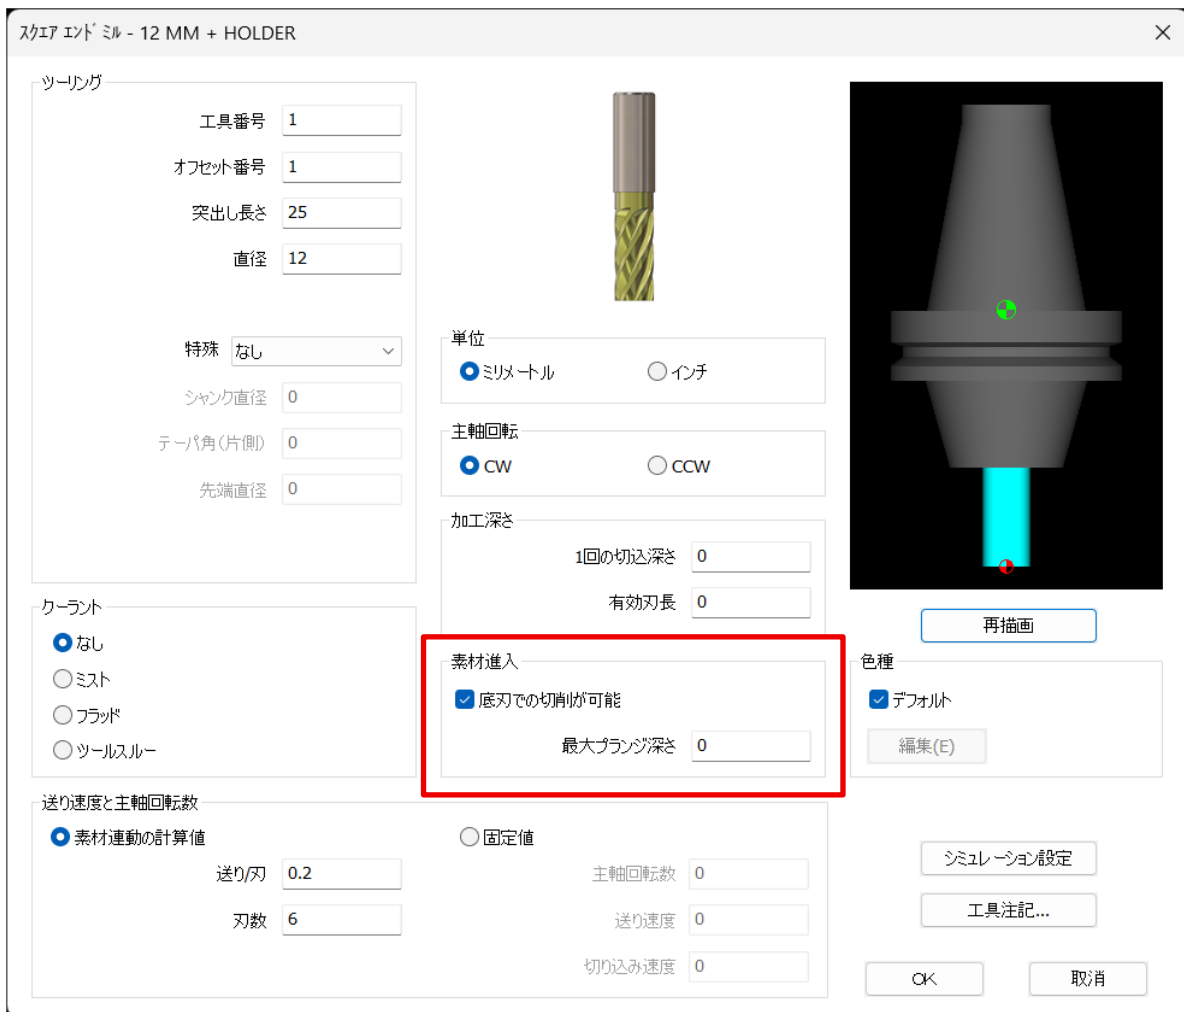 スクエア エンド ミル - 12 MM + HOLDER
ツーリング
工具番号 1
オフセット番号 1
突出し長さ 25
直径 12
特殊 なし
シャンク直径 0
テーパ角(片側) 0
先端直径 0
クーラント
なし
ミスト
フラッド
ツールスルー
単位
ミリメートル インチ
主軸回転
CW CCW
加工深さ
1回の切込深さ 0
有効刃長 0
素材進入
底刃での切削が可能
最大プランジ深さ 0
再描画
色種
デフォルト
編集(E)
送り速度と主軸回転数
素材連動の計算値 固定値
送り/刃 0.2
刃数 6
主軸回転数 0
送り速度 0
切り込み速度 0
シミュレーション設定
工具注記...
OK 取消